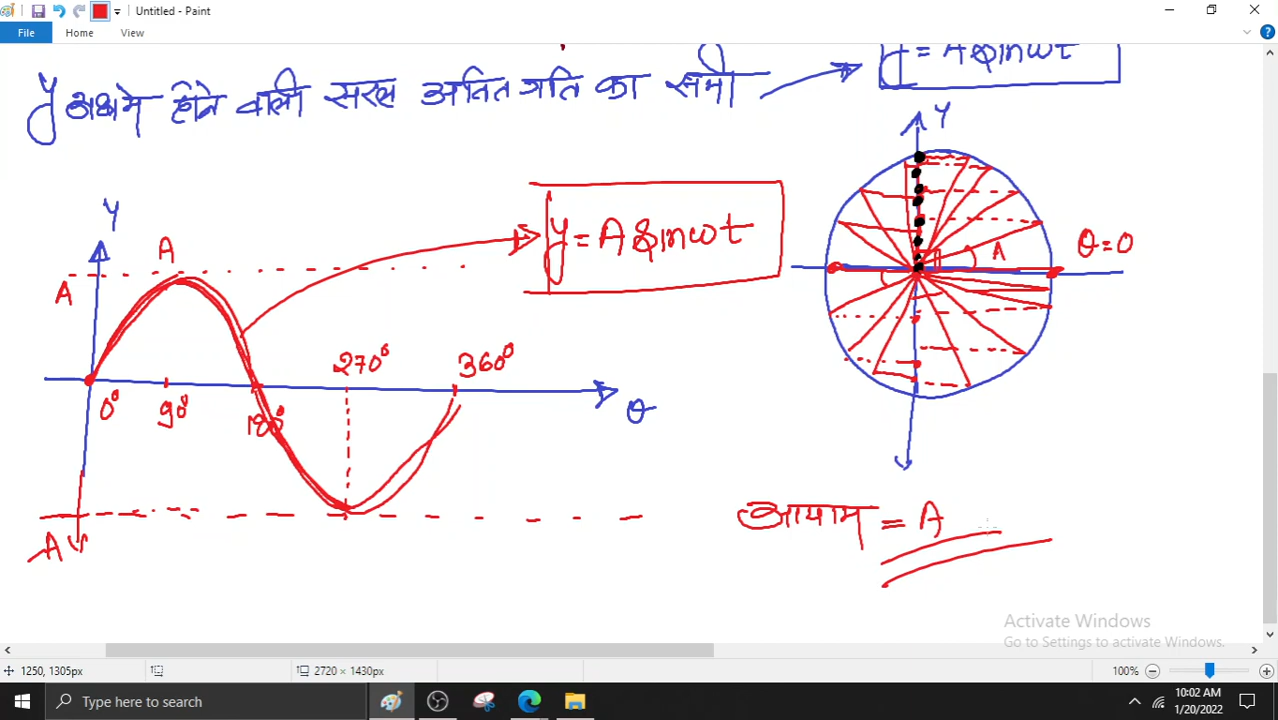 Untitled - Paint
File Home View
y = A sinωt
y अक्ष मे होने वाली सरल आवर्त गति का समी
Y
Y
y = A sinωt
A
A
A
θ = 0
270° 360°
0° 90° 180°
θ
-A
आयाम = A
Activate Windows
Go to Settings to activate Windows.
1250, 1305px 2720 × 1430px 100%
Type here to search
10:02 AM
1/20/2022